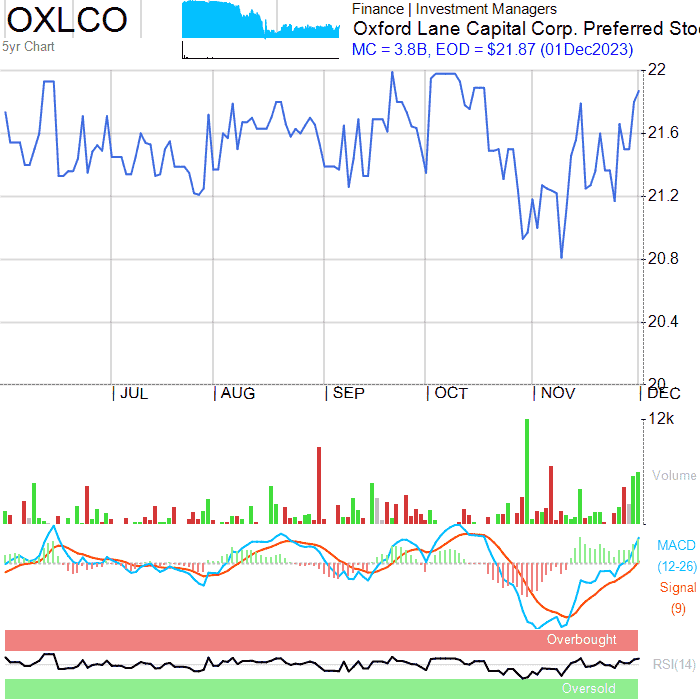 OXLCO
5yr Chart
Finance | Investment Managers
Oxford Lane Capital Corp. Preferred Sto
MC = 3.8B, EOD = $21.87 (01Dec2023)
22
21.6
21.2
20.8
20.4
20
JUL AUG SEP OCT NOV DEC
12k
Volume
MACD
(12-26)
Signal
(9)
Overbought
RSI(14)
Oversold